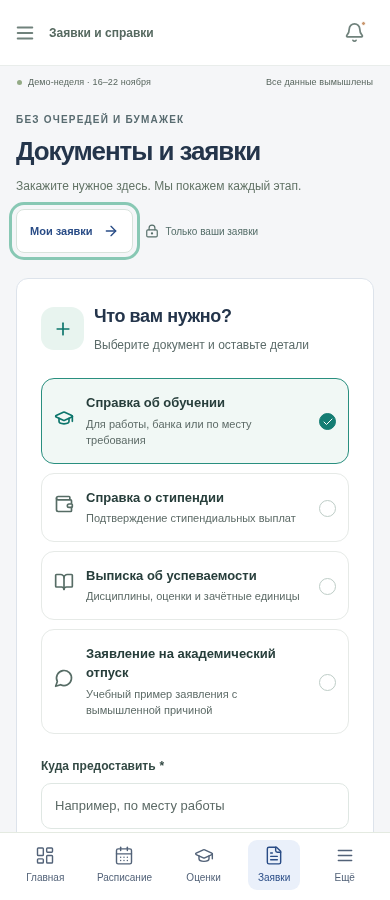 Заявки и справки
Демо-неделя · 16–22 ноября
Все данные вымышлены
БЕЗ ОЧЕРЕДЕЙ И БУМАЖЕК
Документы и заявки
Закажите нужное здесь. Мы покажем каждый этап.
Мои заявки
Только ваши заявки
Что вам нужно?
Выберите документ и оставьте детали
Справка об обучении
Для работы, банка или по месту
требования
Справка о стипендии
Подтверждение стипендиальных выплат
Выписка об успеваемости
Дисциплины, оценки и зачётные единицы
Заявление на академический
отпуск
Учебный пример заявления с
вымышленной причиной
Куда предоставить *
Например, по месту работы
Главная
Расписание
Оценки
Заявки
Ещё